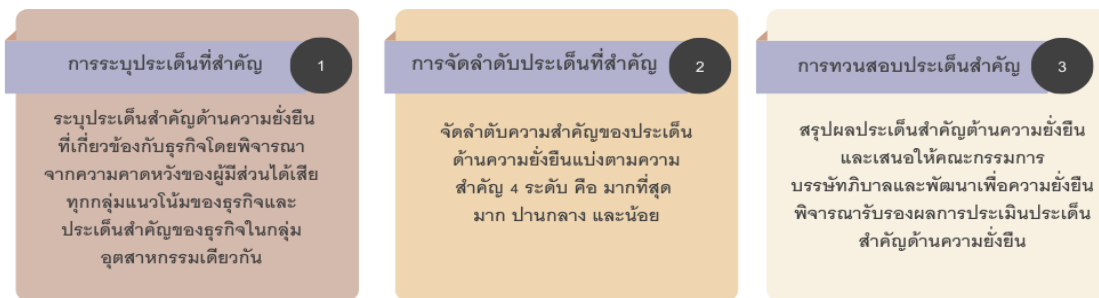 การระบุประเด็นที่สำคัญ
1
ระบุประเด็นสำคัญด้านความยั่งยืน
ที่เกี่ยวข้องกับธุรกิจโดยพิจารณา
จากความคาดหวังของผู้มีส่วนได้เสีย
ทุกกลุ่มแนวโน้มของธุรกิจและ
ประเด็นสำคัญของธุรกิจในกลุ่ม
อุตสาหกรรมเดียวกัน
การจัดลำดับประเด็นที่สำคัญ
2
จัดลำตับความสำคัญของประเด็น
ด้านความยั่งยืนแบ่งตามความ
สำคัญ 4 ระดับ คือ มากที่สุด
มาก ปานกลาง และน้อย
การทวนสอบประเด็นสำคัญ
3
สรุปผลประเด็นสำคัญต้านความยั่งยืน
และเสนอให้คณะกรรมการ
บรรษัทภิบาลและพัฒนาเพื่อความยั่งยืน
พิจารณารับรองผลการประเมินประเด็น
สำคัญด้านความยั่งยืน